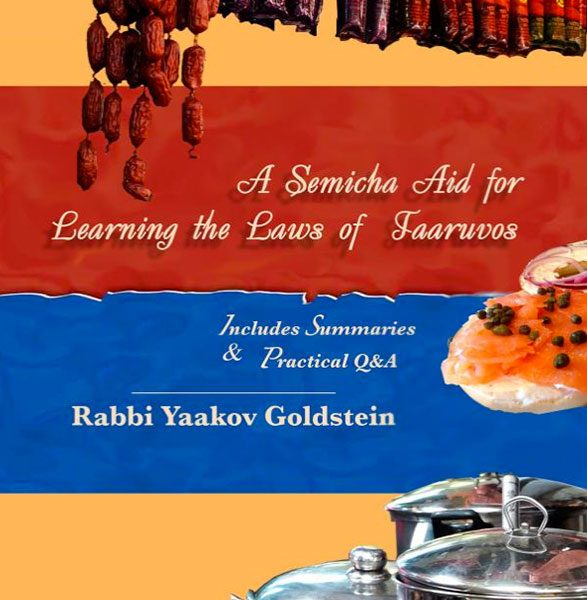 A Semicha Aid for
Learning the Laws of Taaruvos
Includes Summaries
& Practical Q&A
Rabbi Yaakov Goldstein